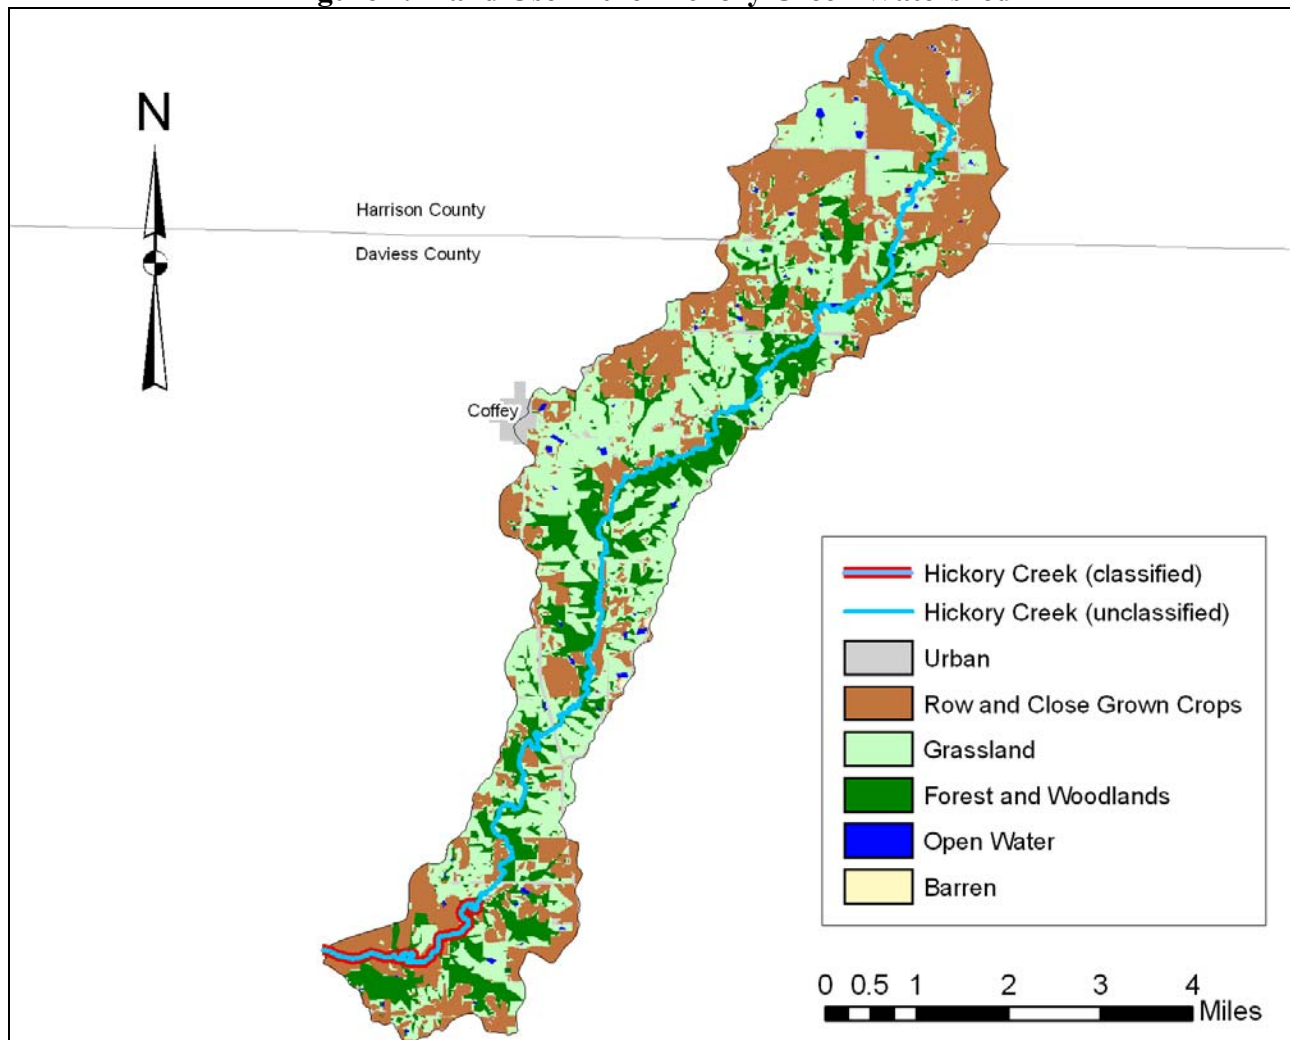 N
Harrison County
Daviess County
Coffey
Hickory Creek (classified)
Hickory Creek (unclassified)
Urban
Row and Close Grown Crops
Grassland
Forest and Woodlands
Open Water
Barren
0 0.5 1 2 3 4
Miles